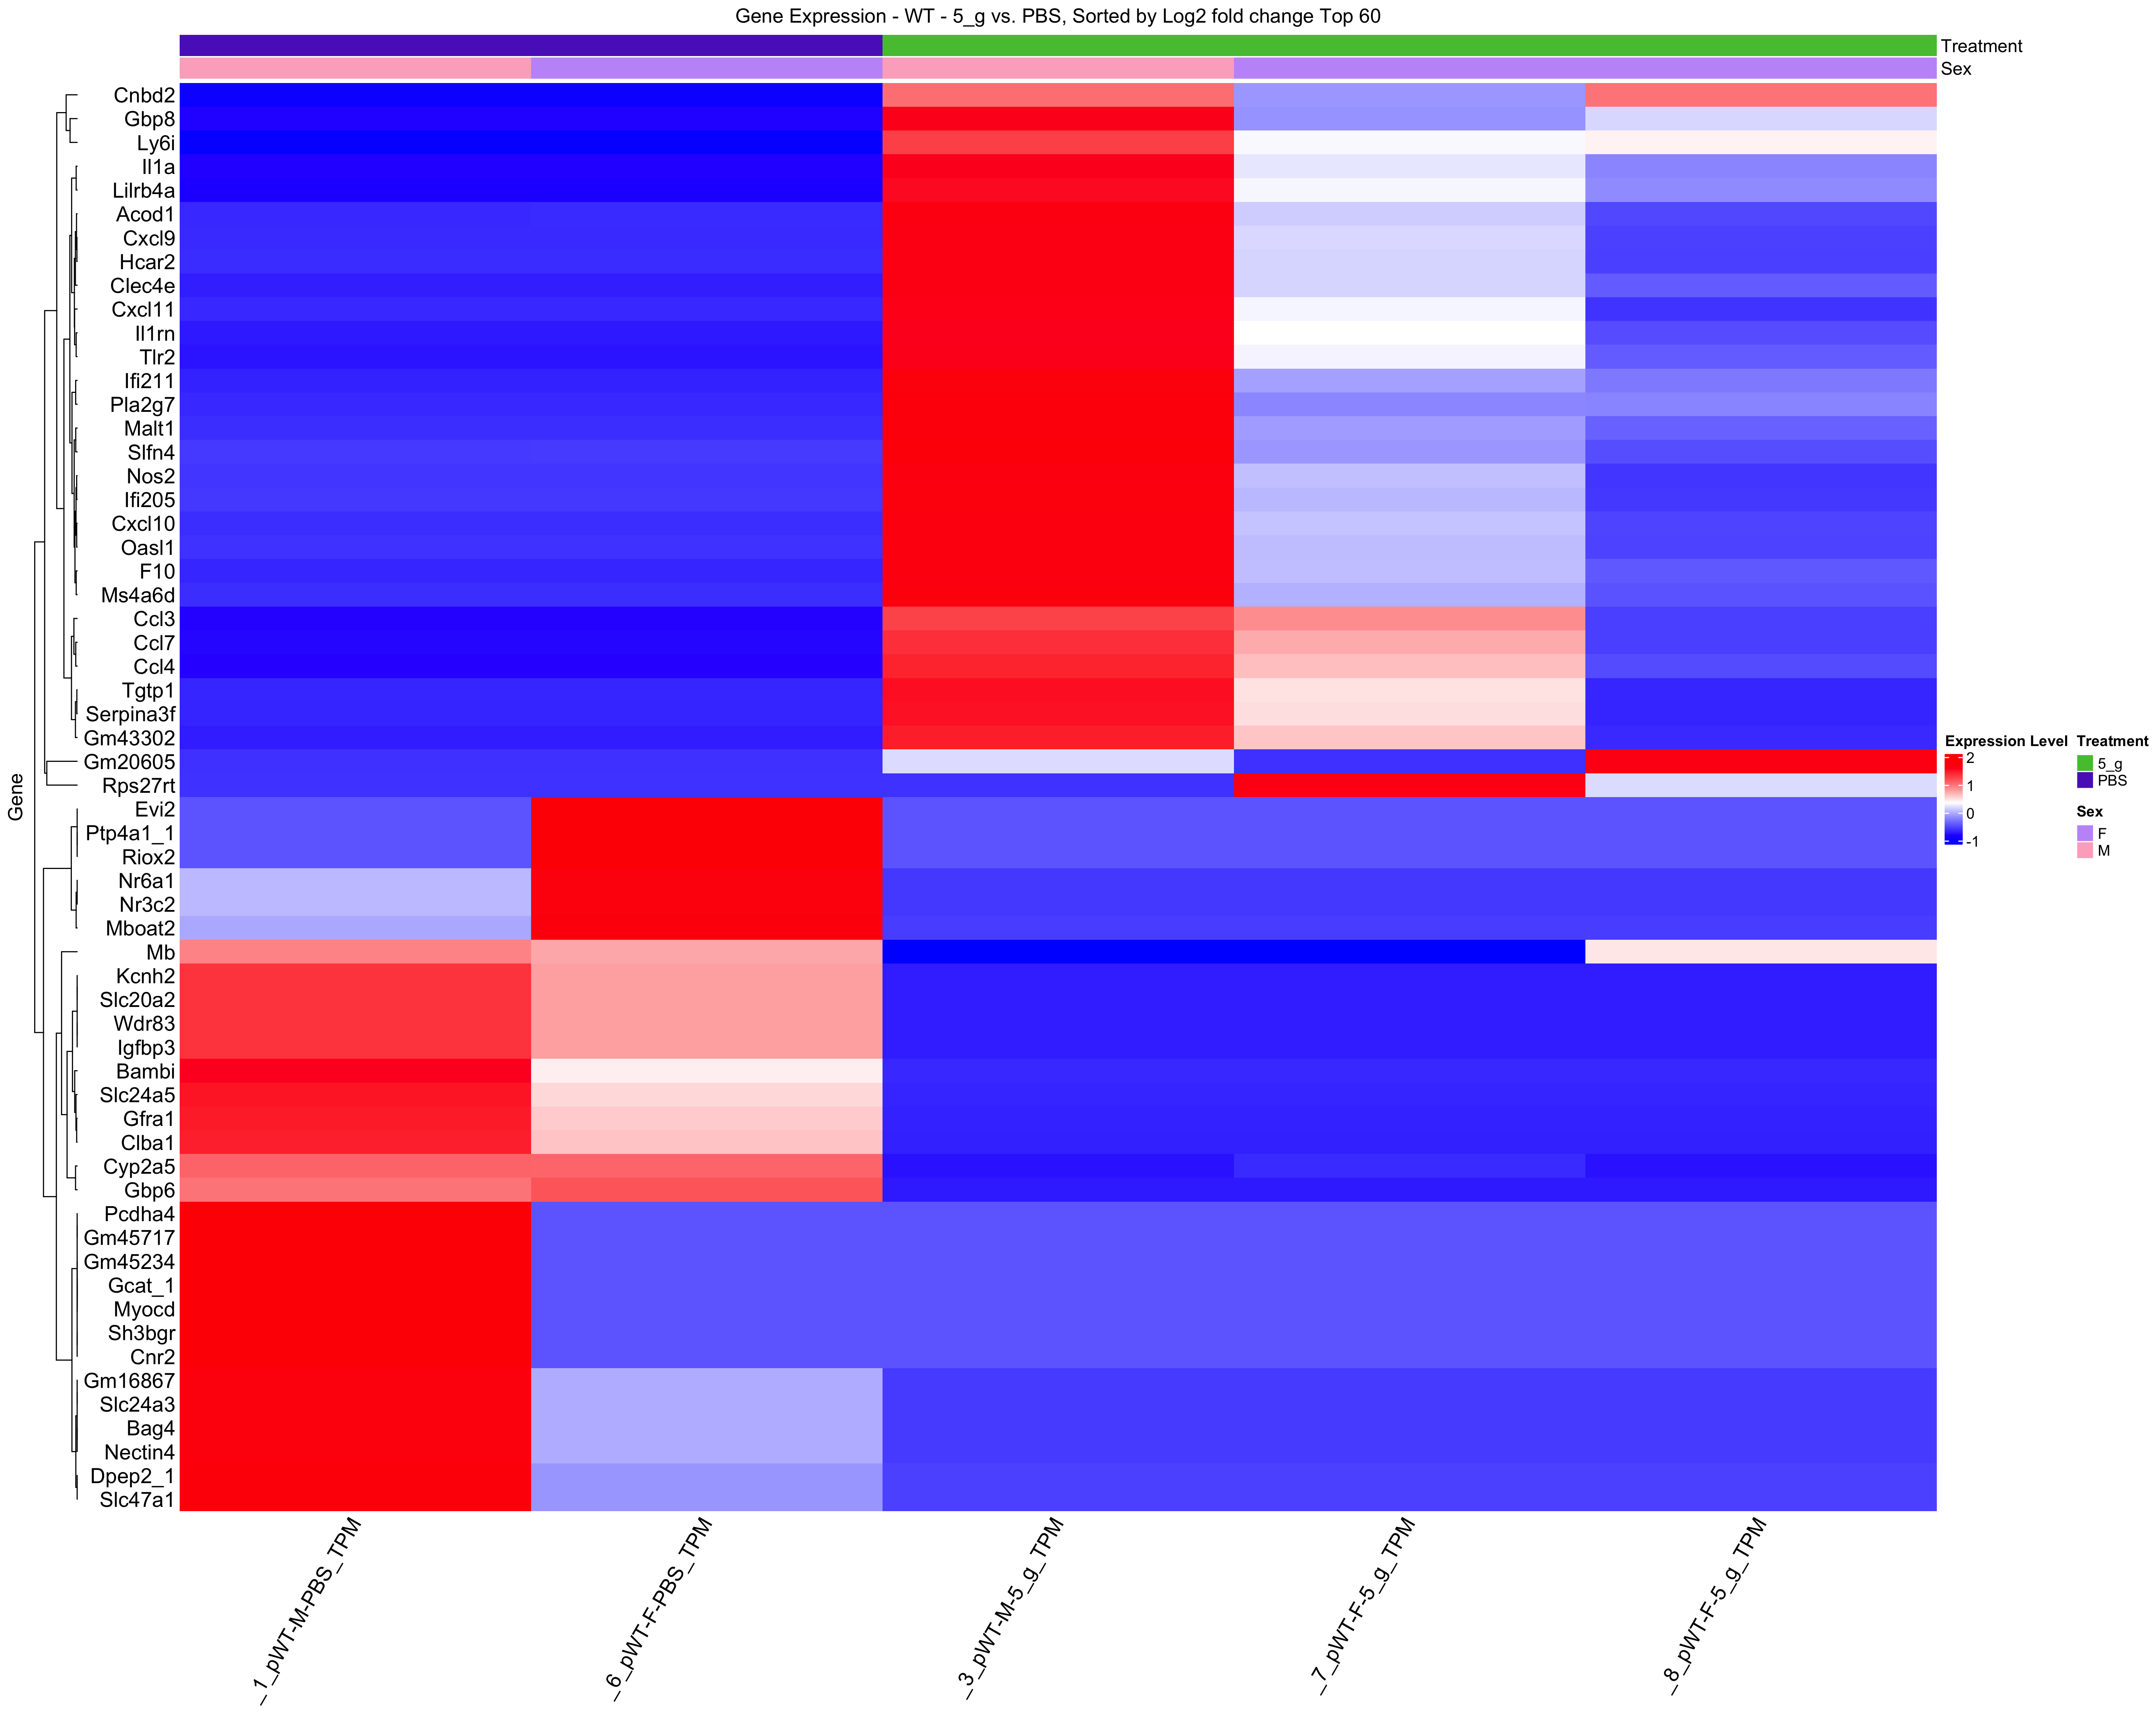 Gene Expression - WT - 5_g vs. PBS, Sorted by Log2 fold change Top 60
Treatment
Sex
Cnbd2
Gbp8
Ly6i
Il1a
Lilrb4a
Acod1
Cxcl9
Hcar2
Clec4e
Cxcl11
Il1rn
Tlr2
Ifi211
Pla2g7
Malt1
Slfn4
Nos2
Ifi205
Cxcl10
Oasl1
F10
Ms4a6d
Ccl3
Ccl7
Ccl4
Tgtp1
Serpina3f
Gm43302
Gm20605
Rps27rt
Evi2
Ptp4a1_1
Riox2
Nr6a1
Nr3c2
Mboat2
Mb
Kcnh2
Slc20a2
Wdr83
Igfbp3
Bambi
Slc24a5
Gfra1
Clba1
Cyp2a5
Gbp6
Pcdha4
Gm45717
Gm45234
Gcat_1
Myocd
Sh3bgr
Cnr2
Gm16867
Slc24a3
Bag4
Nectin4
Dpep2_1
Slc47a1
Gene
_1_pWT-M-PBS_TPM
_6_pWT-F-PBS_TPM
_3_pWT-M-5_g_TPM
_7_pWT-F-5_g_TPM
_8_pWT-F-5_g_TPM
Expression Level
2
1
0
-1
Treatment
5_g
PBS
Sex
F
M